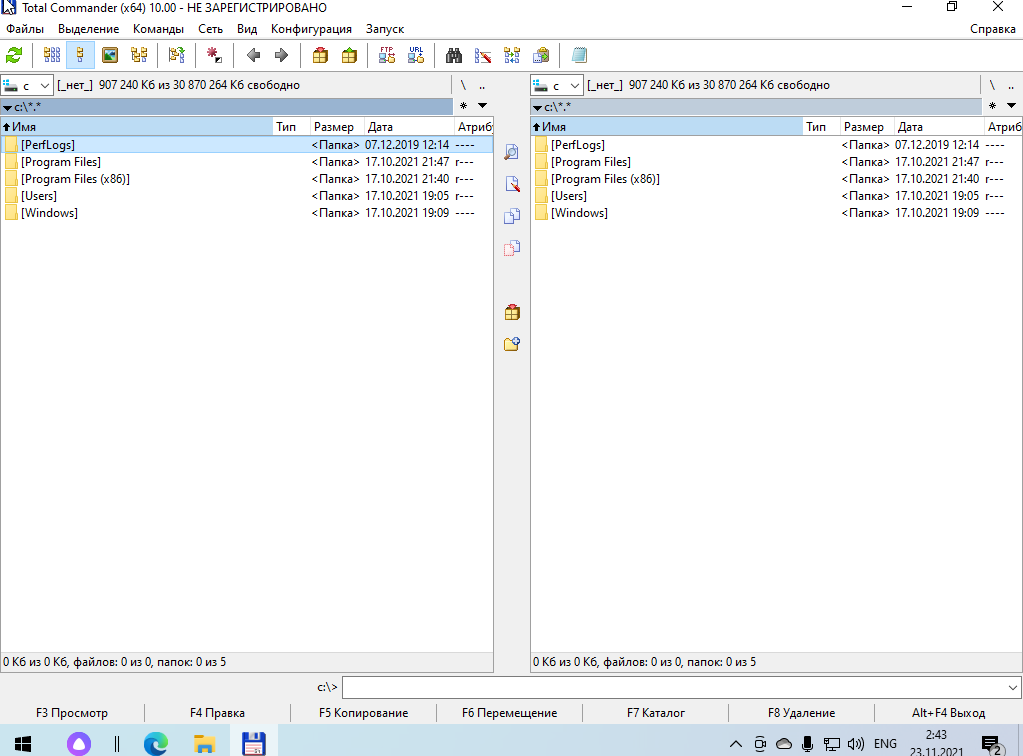 Total Commander (x64) 10.00 - НЕ ЗАРЕГИСТРИРОВАНО
Файлы Выделение Команды Сеть Вид Конфигурация Запуск Справка
FTP URL
c [_нет_] 907 240 Кб из 30 870 264 Кб свободно \ ..
c:\*.* * 
Имя Тип Размер Дата Атриб
[PerfLogs] <Папка> 07.12.2019 12:14 ----
[Program Files] <Папка> 17.10.2021 21:47 r---
[Program Files (x86)] <Папка> 17.10.2021 21:40 r---
[Users] <Папка> 17.10.2021 19:05 r---
[Windows] <Папка> 17.10.2021 19:09 ----
0 Кб из 0 Кб, файлов: 0 из 0, папок: 0 из 5
c [_нет_] 907 240 Кб из 30 870 264 Кб свободно \ ..
c:\*.* *
Имя Тип Размер Дата Атриб
[PerfLogs] <Папка> 07.12.2019 12:14 ----
[Program Files] <Папка> 17.10.2021 21:47 r---
[Program Files (x86)] <Папка> 17.10.2021 21:40 r---
[Users] <Папка> 17.10.2021 19:05 r---
[Windows] <Папка> 17.10.2021 19:09 ----
0 Кб из 0 Кб, файлов: 0 из 0, папок: 0 из 5
c:\>
F3 Просмотр F4 Правка F5 Копирование F6 Перемещение F7 Каталог F8 Удаление Alt+F4 Выход
ENG 2:43
23.11.2021
2